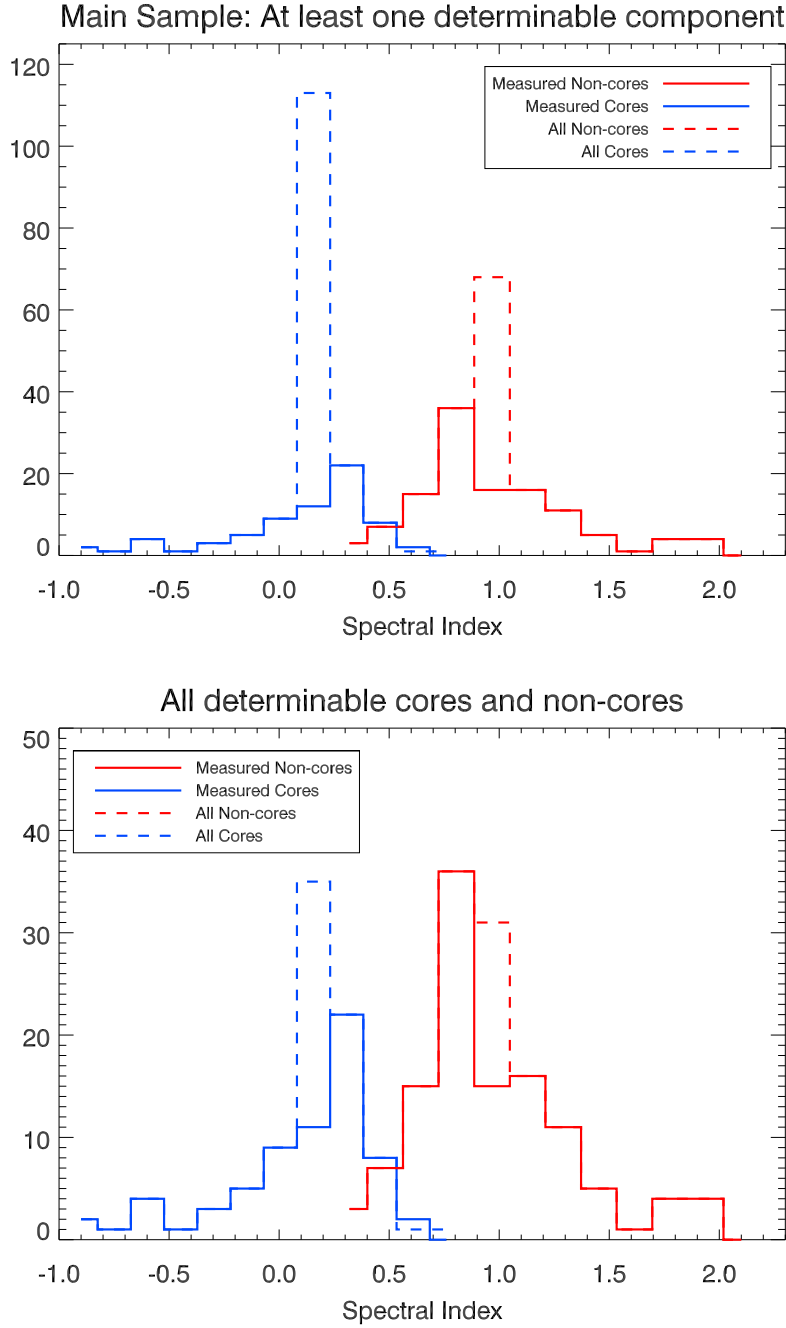 Main Sample: At least one determinable component
120
100
80
60
40
20
0
Measured Non-cores
Measured Cores
All Non-cores
All Cores
-1.0 -0.5 0.0 0.5 1.0 1.5 2.0
Spectral Index
All determinable cores and non-cores
50
40
30
20
10
0
Measured Non-cores
Measured Cores
All Non-cores
All Cores
-1.0 -0.5 0.0 0.5 1.0 1.5 2.0
Spectral Index